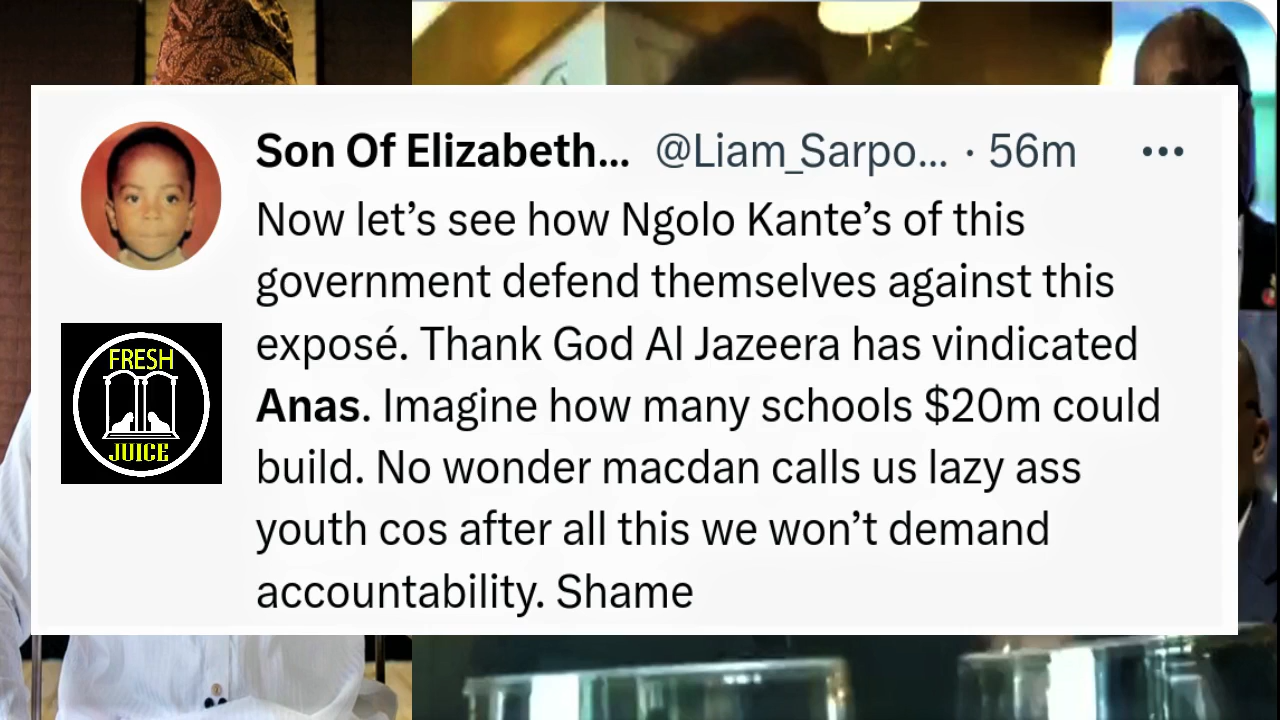 Son Of Elizabeth... @Liam_Sarpo... · 56m ...
Now let’s see how Ngolo Kante’s of this
government defend themselves against this
exposé. Thank God Al Jazeera has vindicated
Anas. Imagine how many schools $20m could
build. No wonder macdan calls us lazy ass
youth cos after all this we won’t demand
accountability. Shame
FRESH
JUICE